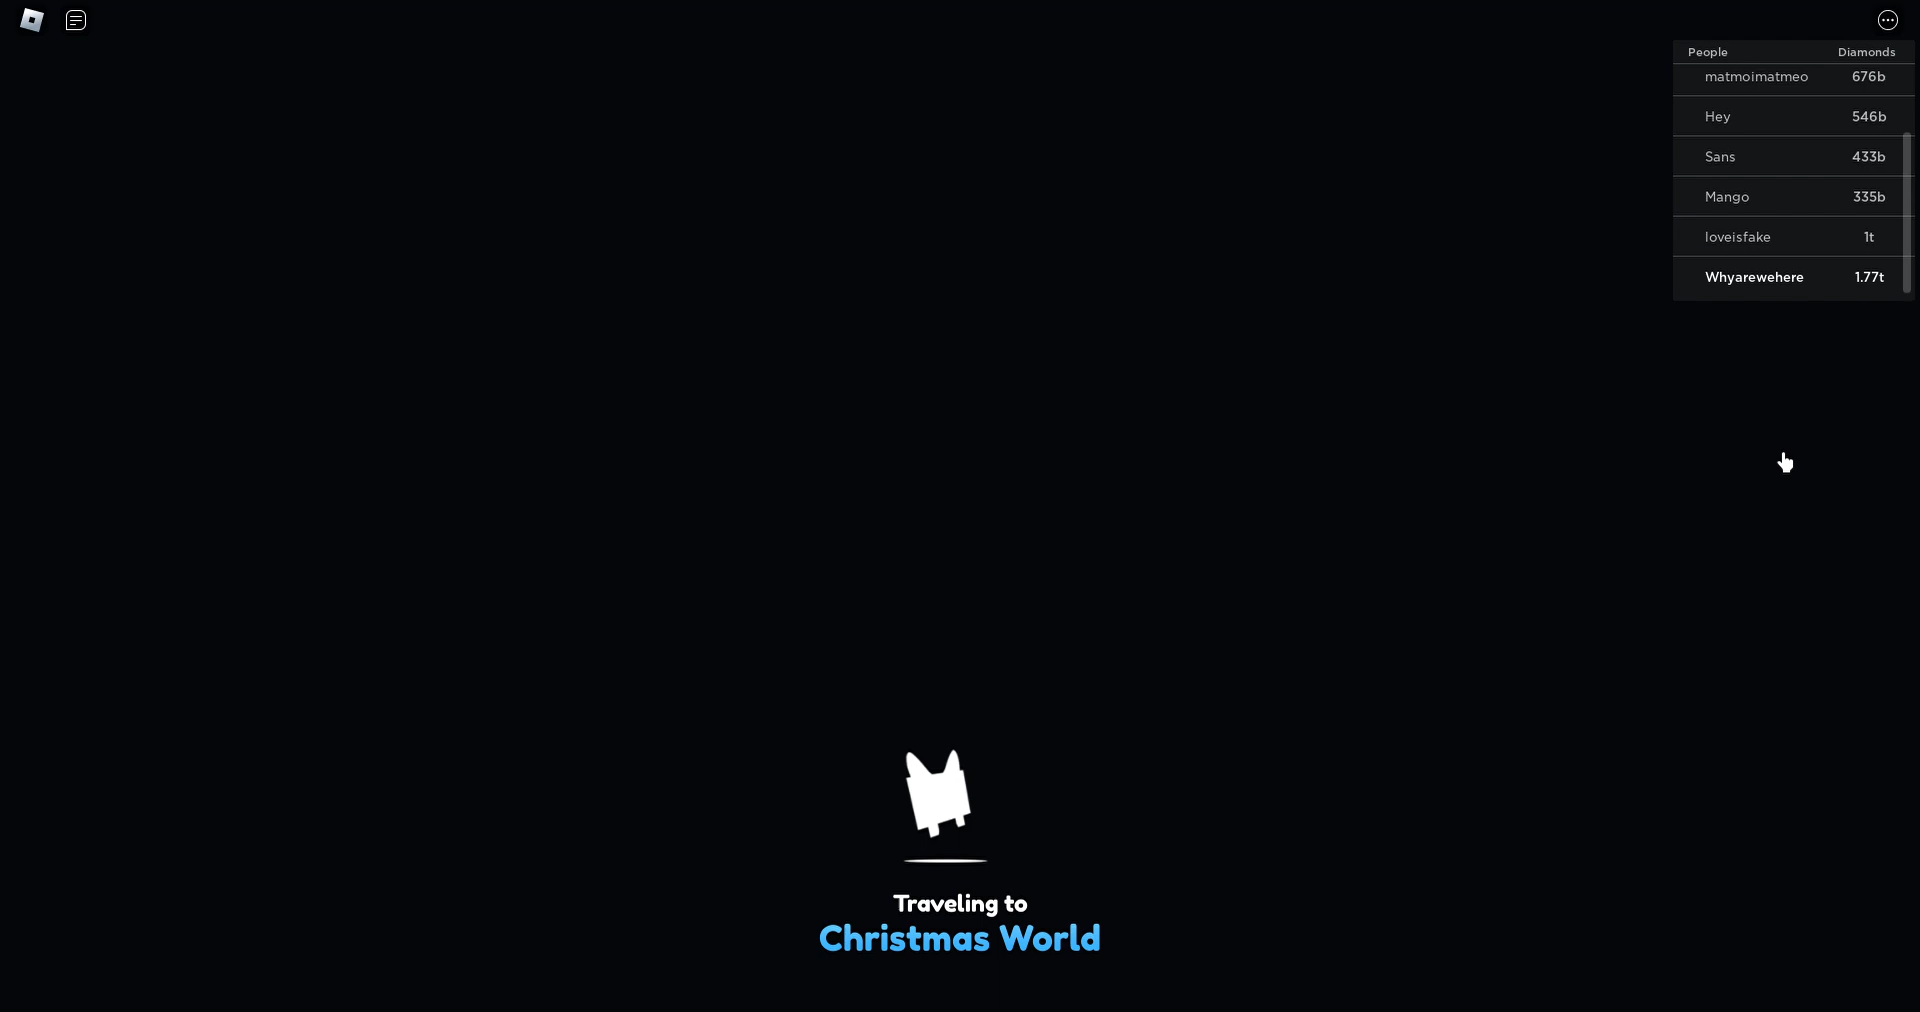 People Diamonds
matmoimatmeo 676b
Hey 546b
Sans 433b
Mango 335b
loveisfake 1t
Whyarewehere 1.77t
Traveling to
Christmas World